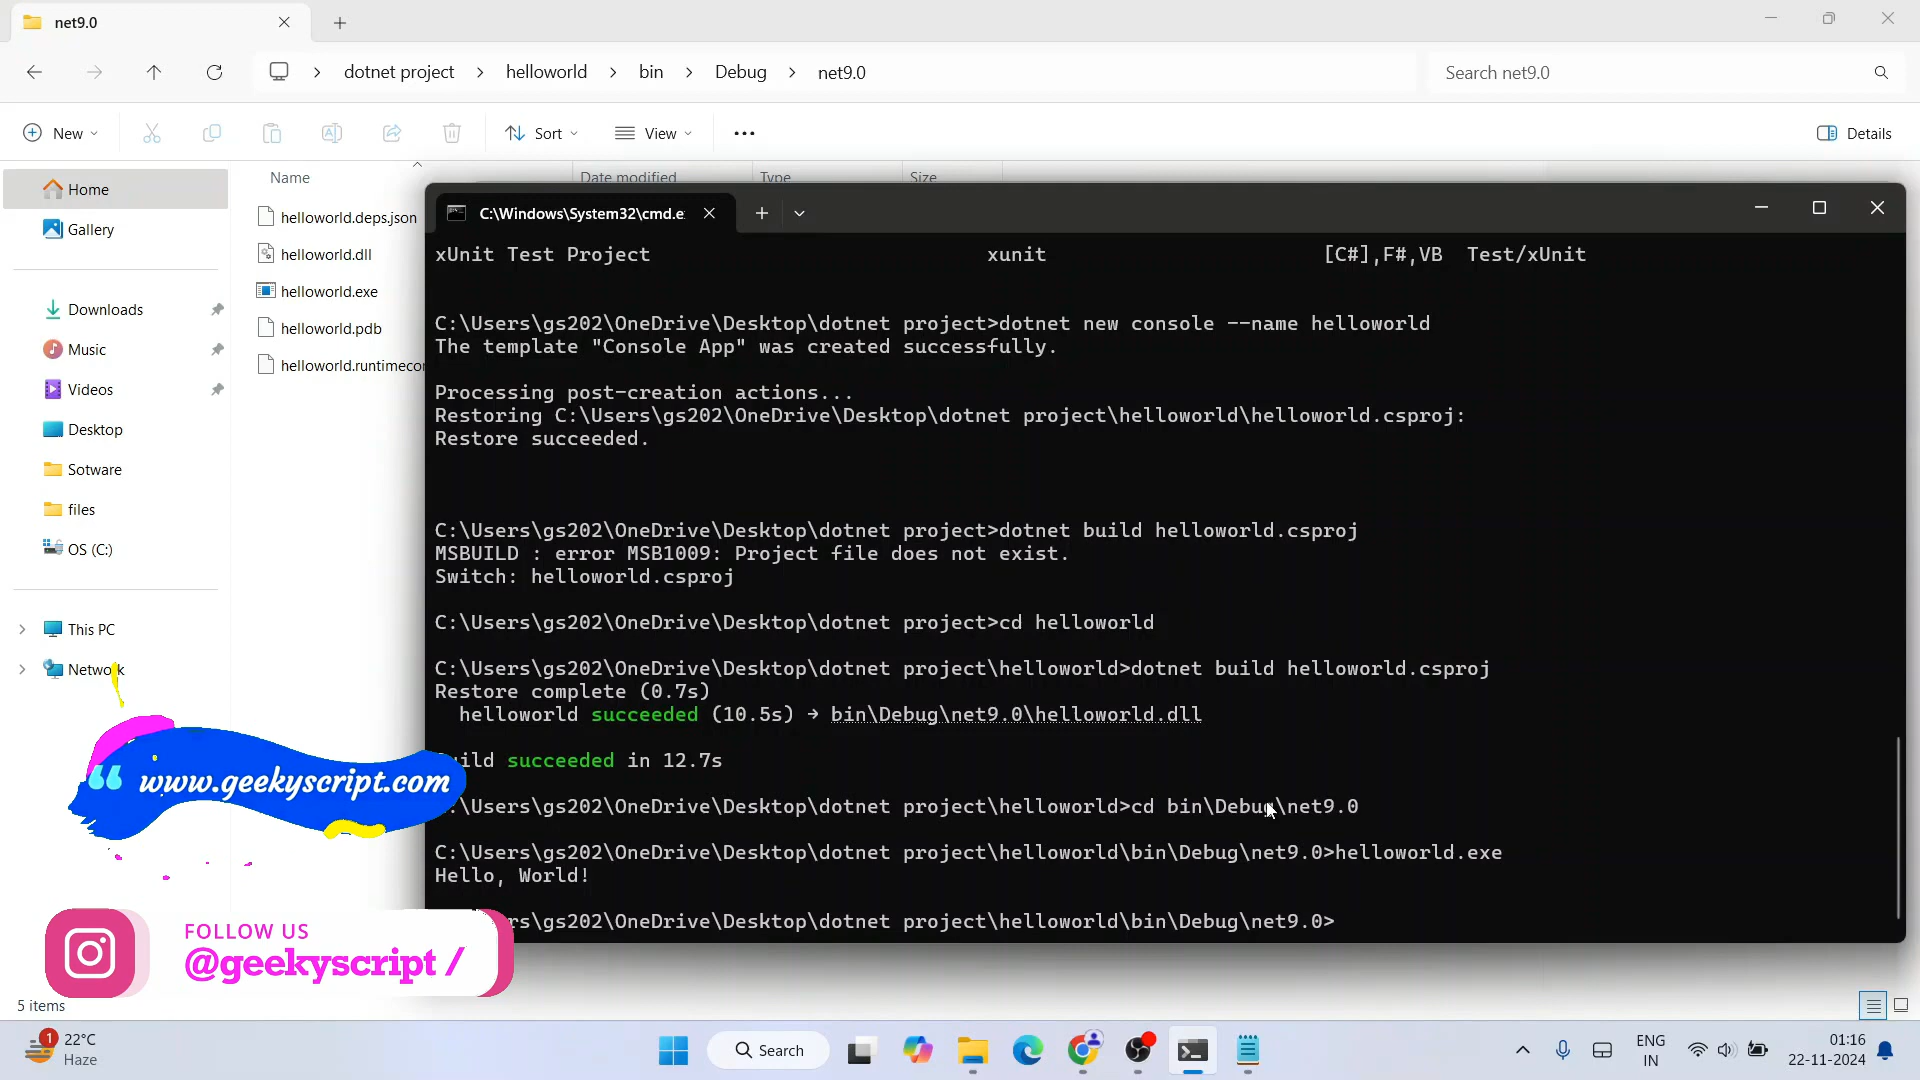 net9.0
dotnet project > helloworld > bin > Debug > net9.0
Search net9.0
New
Sort
View
Details
Name
Date modified
Type
Size
Home
Gallery
Downloads
Music
Videos
Desktop
Sotware
files
OS (C:)
This PC
Network
helloworld.deps.json
helloworld.dll
helloworld.exe
helloworld.pdb
helloworld.runtimecor
C:\Windows\System32\cmd.e
xUnit Test Project xunit [C#],F#,VB Test/xUnit
C:\Users\gs202\OneDrive\Desktop\dotnet project>dotnet new console --name helloworld
The template "Console App" was created successfully.
Processing post-creation actions...
Restoring C:\Users\gs202\OneDrive\Desktop\dotnet project\helloworld\helloworld.csproj:
Restore succeeded.
C:\Users\gs202\OneDrive\Desktop\dotnet project>dotnet build helloworld.csproj
MSBUILD : error MSB1009: Project file does not exist.
Switch: helloworld.csproj
C:\Users\gs202\OneDrive\Desktop\dotnet project>cd helloworld
C:\Users\gs202\OneDrive\Desktop\dotnet project\helloworld>dotnet build helloworld.csproj
Restore complete (0.7s)
helloworld succeeded (10.5s) → bin\Debug\net9.0\helloworld.dll
ild succeeded in 12.7s
:\Users\gs202\OneDrive\Desktop\dotnet project\helloworld>cd bin\Debug\net9.0
C:\Users\gs202\OneDrive\Desktop\dotnet project\helloworld\bin\Debug\net9.0>helloworld.exe
Hello, World!
rs\gs202\OneDrive\Desktop\dotnet project\helloworld\bin\Debug\net9.0>
“ www.geekyscript.com
FOLLOW US
@geekyscript /
5 items
1
22°C
Haze
Search
ENG
IN
01:16
22-11-2024